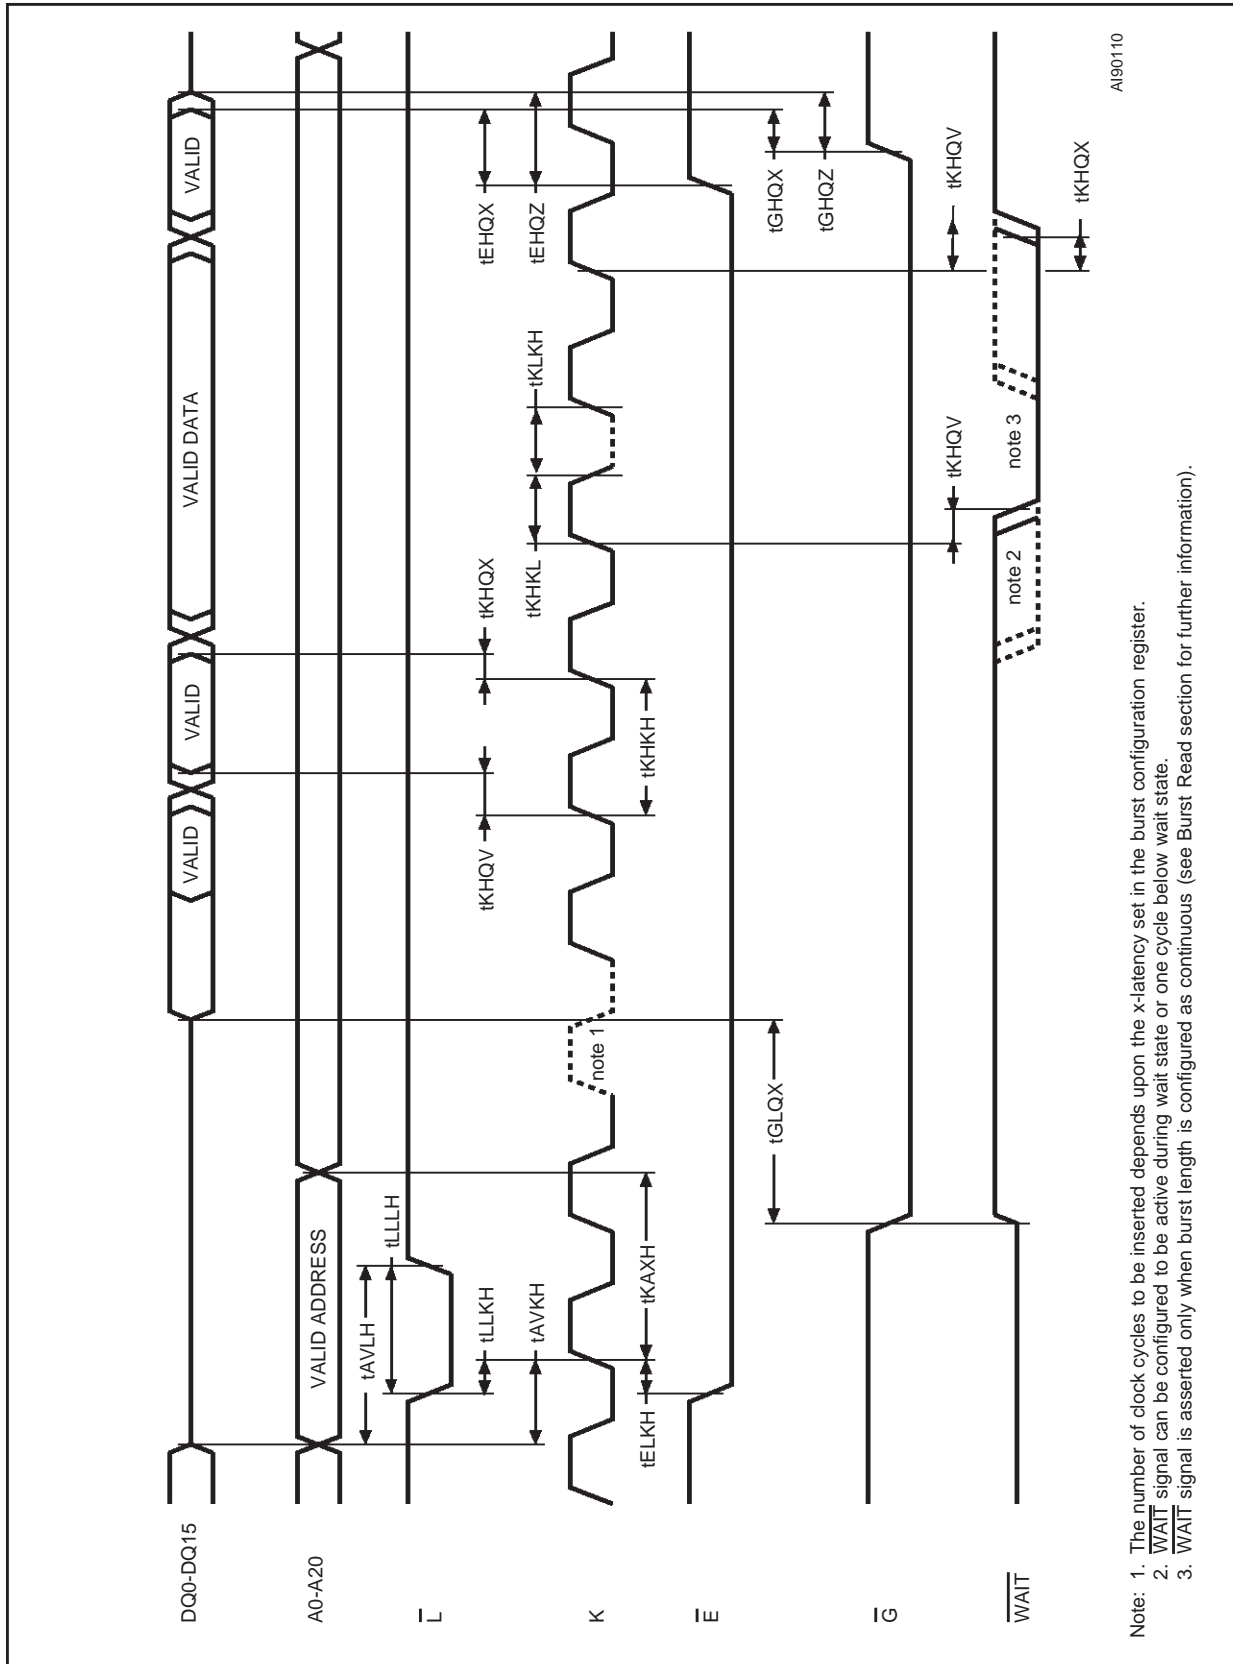 DQ0-DQ15
VALID
VALID
VALID DATA
VALID
A0-A20
VALID ADDRESS
L
tAVLH
tLLLH
tLLKH
tKHQV
tKHQX
tEHQX
tAVKH
tKHKL
tKLKH
tEHQZ
K
note 1
tELKH
tKAXH
tKHKH
E
tGLQX
tGHQX
tGHQZ
G
tKHQV
tKHQV
WAIT
note 2
note 3
tKHQX
AI90110
Note: 1. The number of clock cycles to be inserted depends upon the x-latency set in the burst configuration register.
2. WAIT signal can be configured to be active during wait state or one cycle below wait state.
3. WAIT signal is asserted only when burst length is configured as continuous (see Burst Read section for further information).